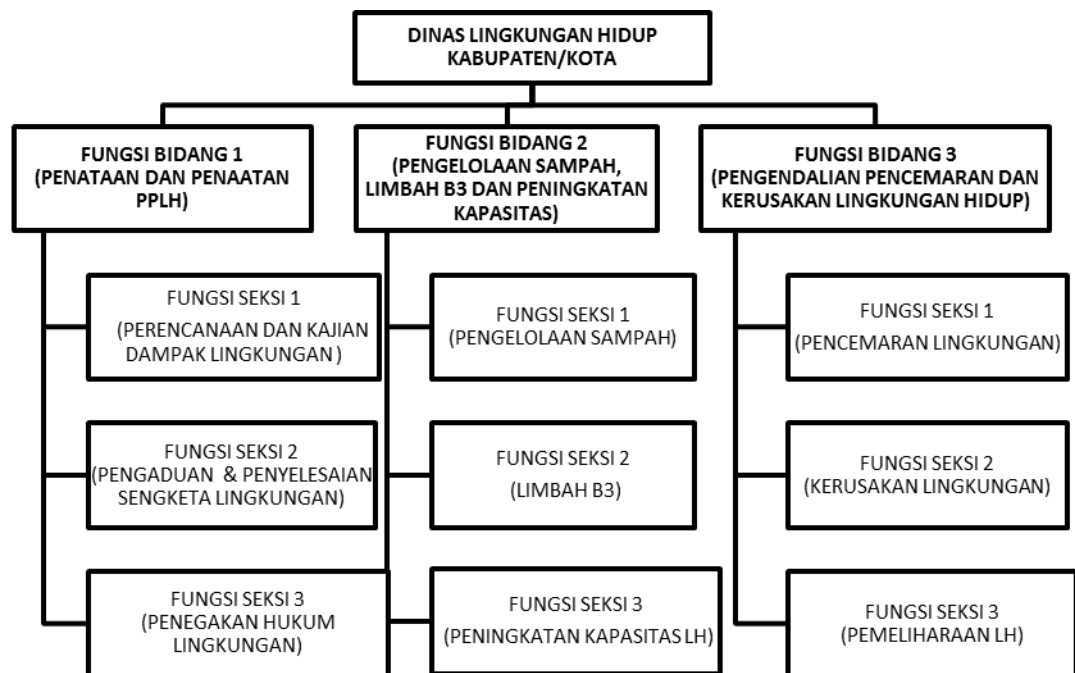 DINAS LINGKUNGAN HIDUP
KABUPATEN/KOTA
FUNGSI BIDANG 1
(PENATAAN DAN PENAATAN
PPLH)
FUNGSI BIDANG 2
(PENGELOLAAN SAMPAH,
LIMBAH B3 DAN PENINGKATAN
KAPASITAS)
FUNGSI BIDANG 3
(PENGENDALIAN PENCEMARAN DAN
KERUSAKAN LINGKUNGAN HIDUP)
FUNGSI SEKSI 1
(PERENCANAAN DAN KAJIAN
DAMPAK LINGKUNGAN )
FUNGSI SEKSI 1
(PENGELOLAAN SAMPAH)
FUNGSI SEKSI 1
(PENCEMARAN LINGKUNGAN)
FUNGSI SEKSI 2
(PENGADUAN & PENYELESAIAN
SENGKETA LINGKUNGAN)
FUNGSI SEKSI 2
(LIMBAH B3)
FUNGSI SEKSI 2
(KERUSAKAN LINGKUNGAN)
FUNGSI SEKSI 3
(PENEGAKAN HUKUM
LINGKUNGAN)
FUNGSI SEKSI 3
(PENINGKATAN KAPASITAS LH)
FUNGSI SEKSI 3
(PEMELIHARAAN LH)